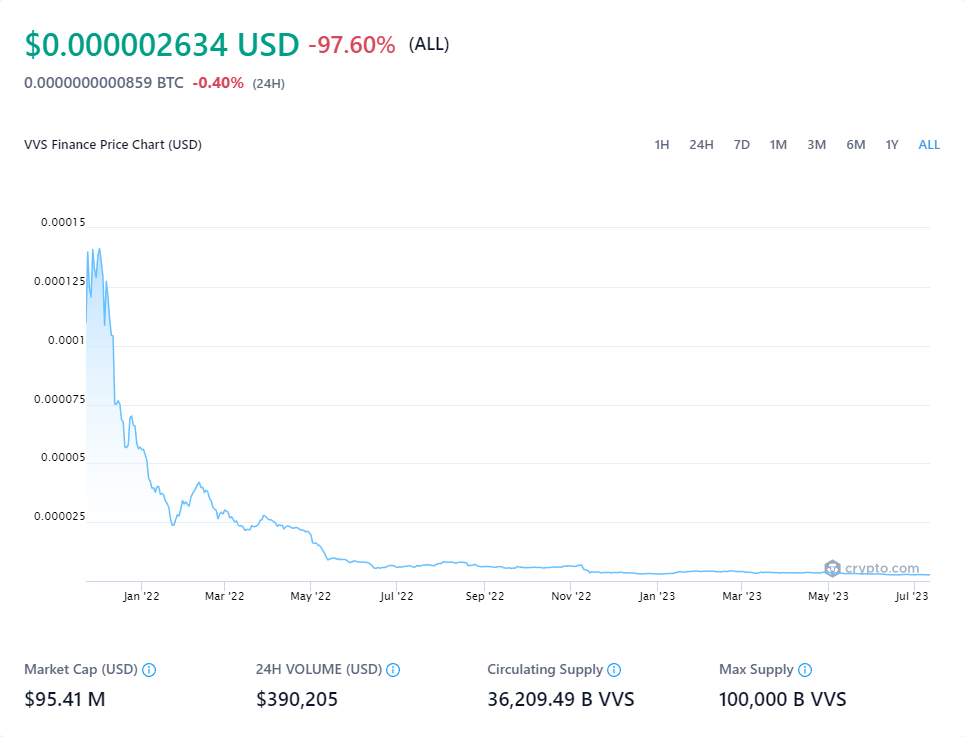 $0.000002634 USD -97.60% (ALL)
0.0000000000859 BTC -0.40% (24H)
VVS Finance Price Chart (USD) 1H 24H 7D 1M 3M 6M 1Y ALL
0.00015
0.000125
0.0001
0.000075
0.00005
0.000025
crypto.com
Jan '22 Mar '22 May '22 Jul '22 Sep '22 Nov '22 Jan '23 Mar '23 May '23 Jul '23
Market Cap (USD) 24H VOLUME (USD) Circulating Supply Max Supply
$95.41 M $390,205 36,209.49 B VVS 100,000 B VVS